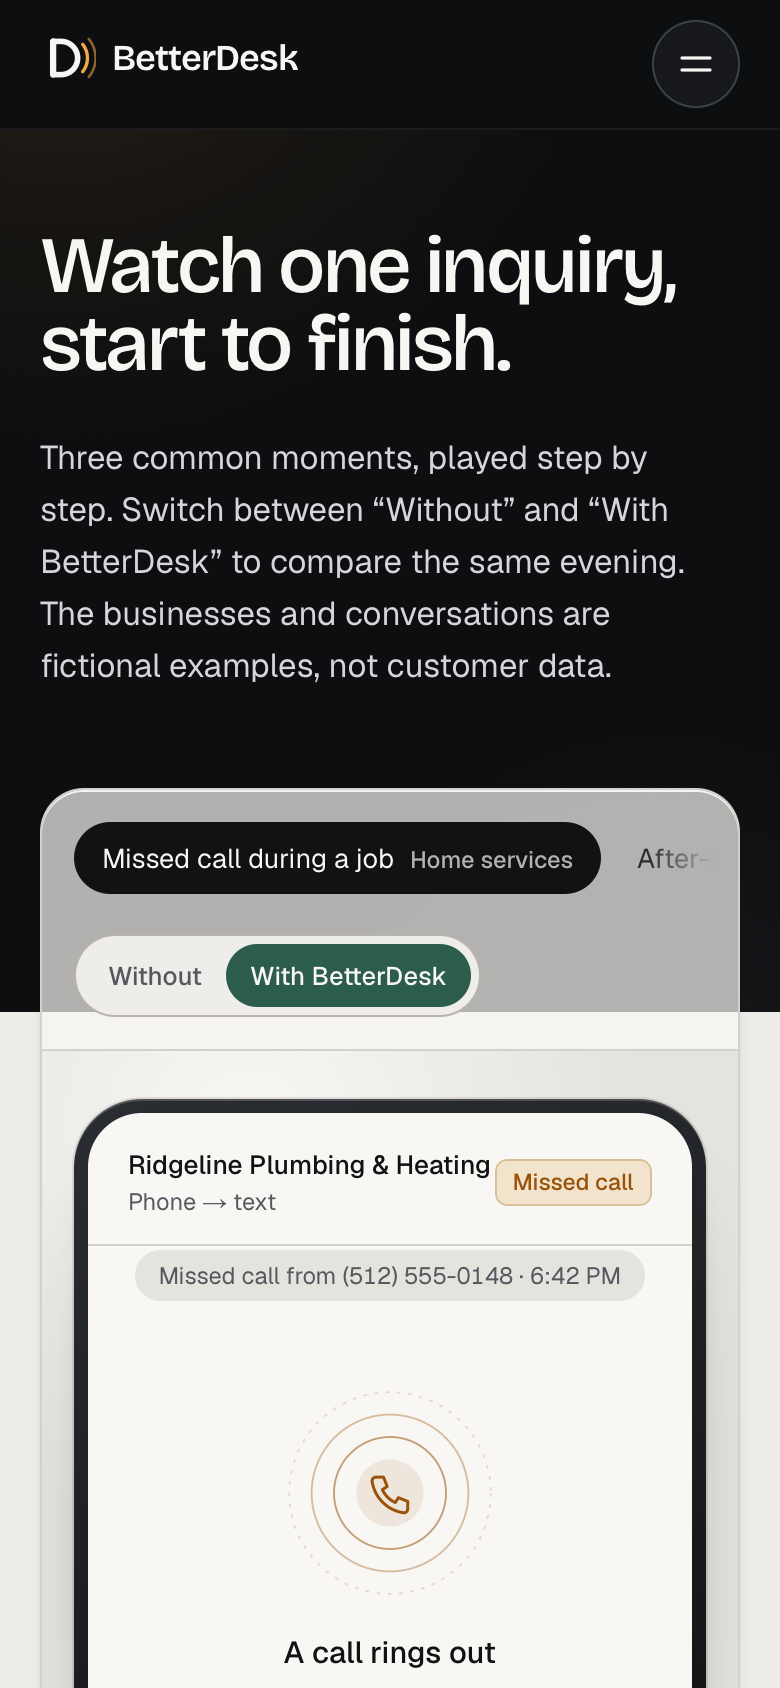 BetterDesk
Watch one inquiry,
start to finish.
Three common moments, played step by
step. Switch between “Without” and “With
BetterDesk” to compare the same evening.
The businesses and conversations are
fictional examples, not customer data.
Missed call during a job Home services After-
Without With BetterDesk
Ridgeline Plumbing & Heating
Missed call
Phone → text
Missed call from (512) 555-0148 · 6:42 PM
A call rings out